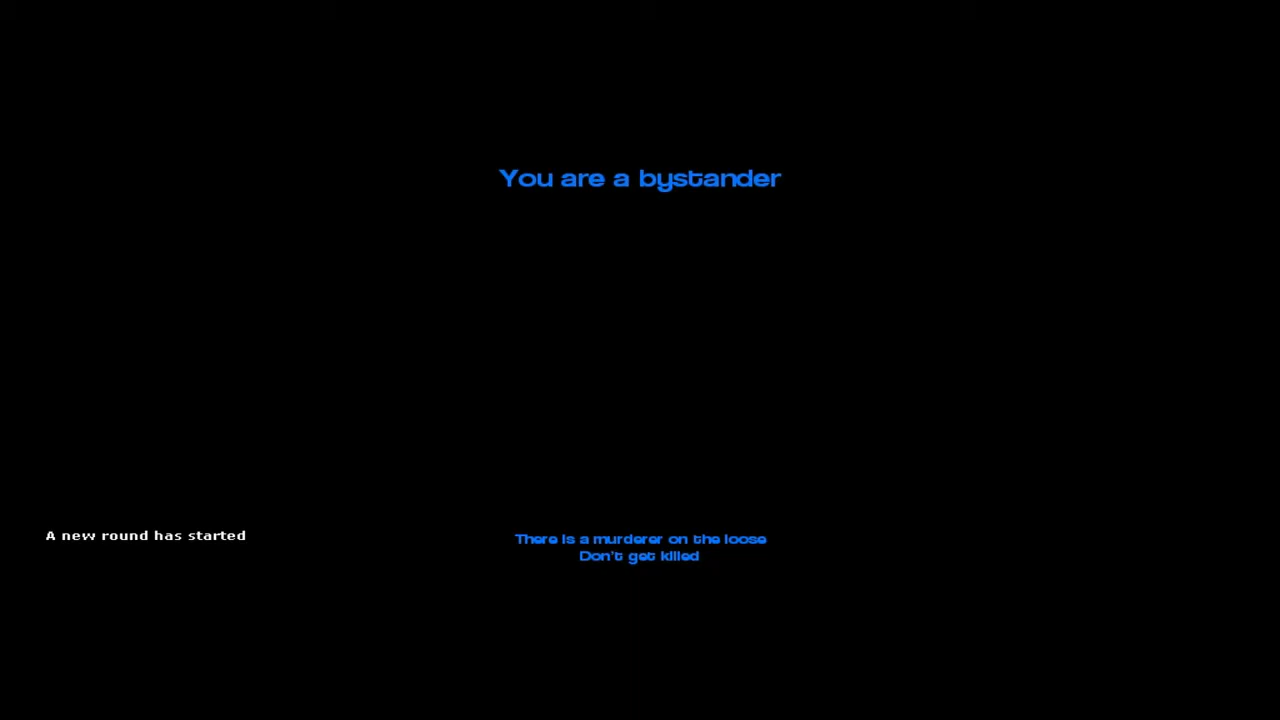 You are a bystander
A new round has started
There is a murderer on the loose
Don't get killed